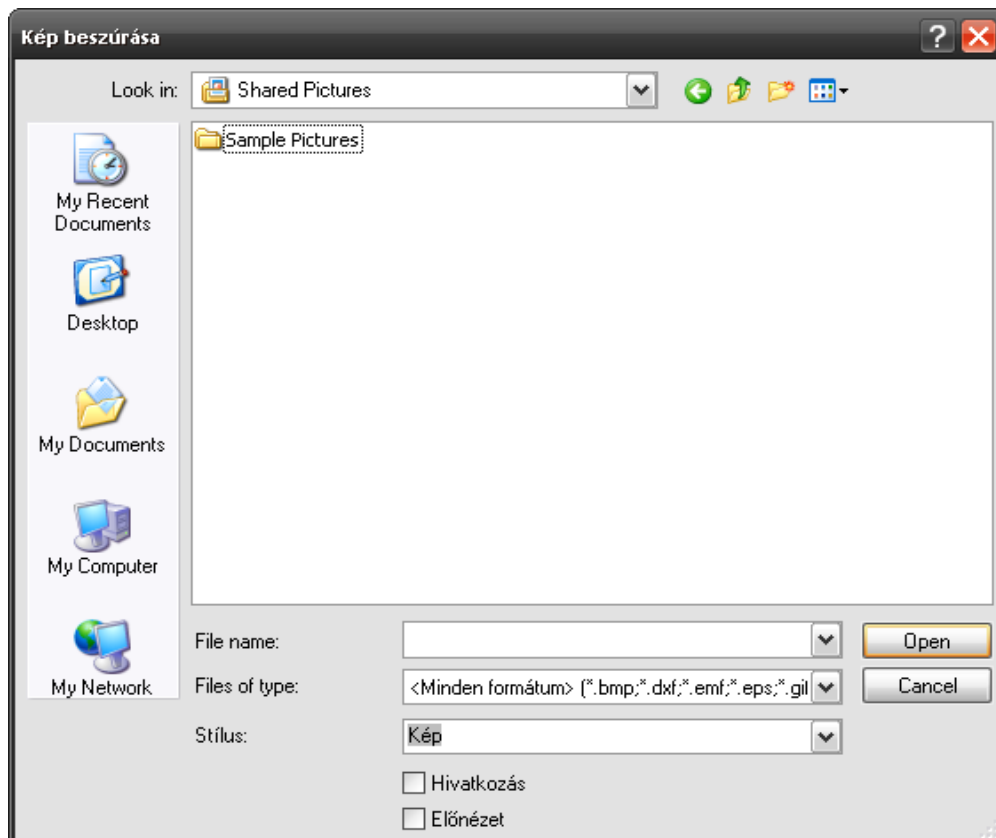 Kép beszúrása
Look in:
Shared Pictures
Sample Pictures
My Recent
Documents
Desktop
My Documents
My Computer
My Network
File name:
Open
Files of type:
<Minden formátum> (*.bmp;*.dxf;*.emf;*.eps;*.gif
Cancel
Stílus:
Kép
Hivatkozás
Előnézet